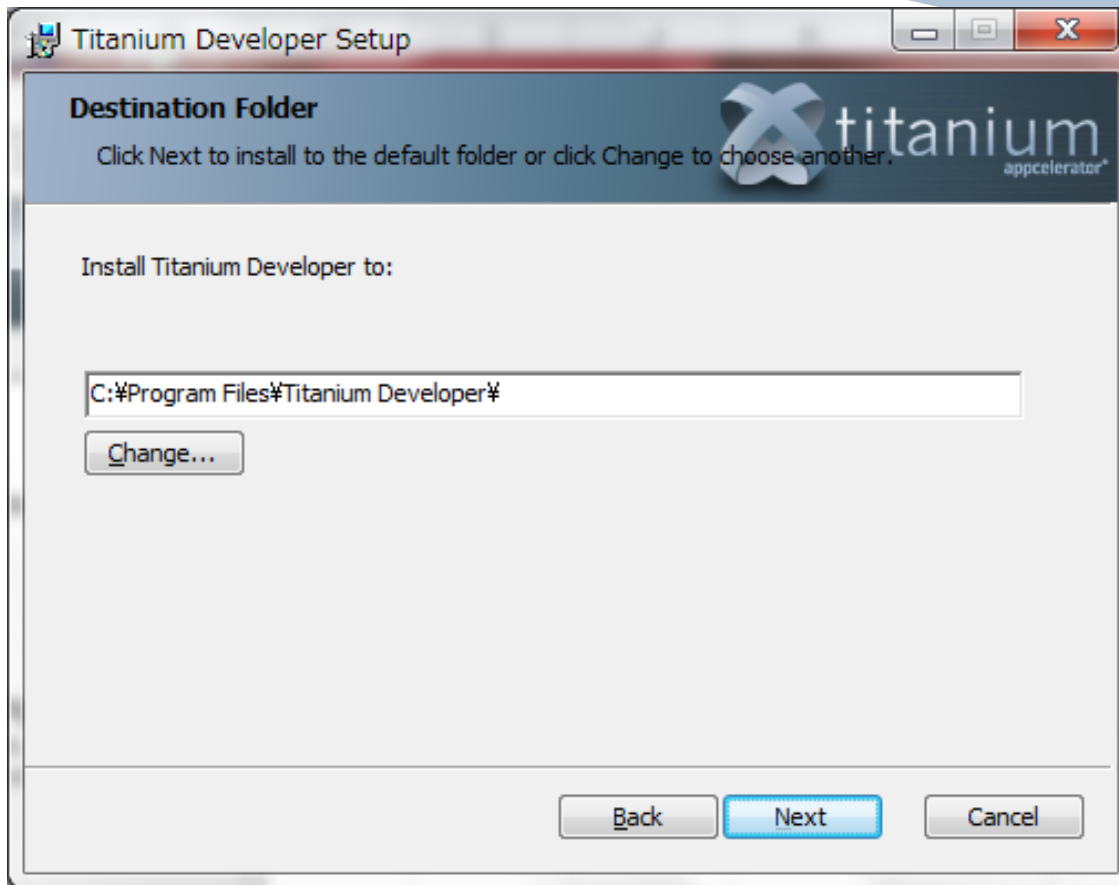 Titanium Developer Setup
Destination Folder
Click Next to install to the default folder or click Change to choose another.
titanium
appcelerator
Install Titanium Developer to:
C:¥Program Files¥Titanium Developer¥
Change...
Back
Next
Cancel